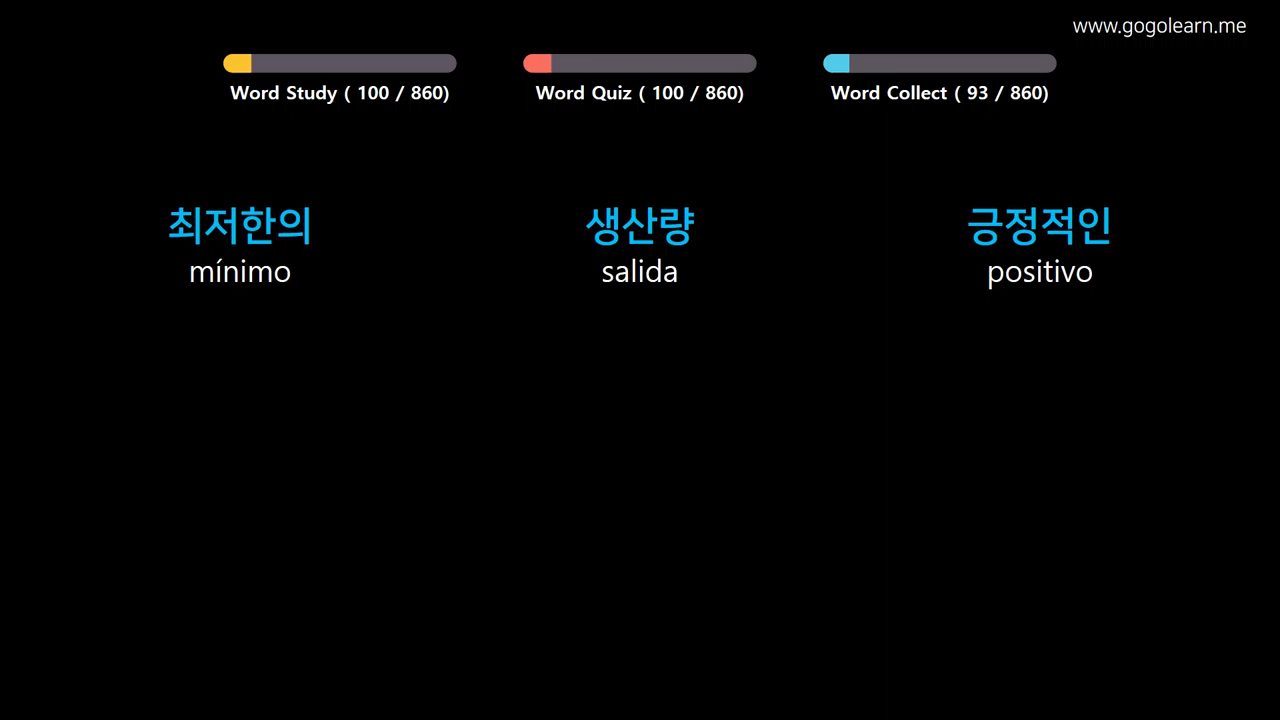 www.gogolearn.me
Word Study ( 100 / 860)
Word Quiz ( 100 / 860)
Word Collect ( 93 / 860)
최저한의
mínimo
생산량
salida
긍정적인
positivo